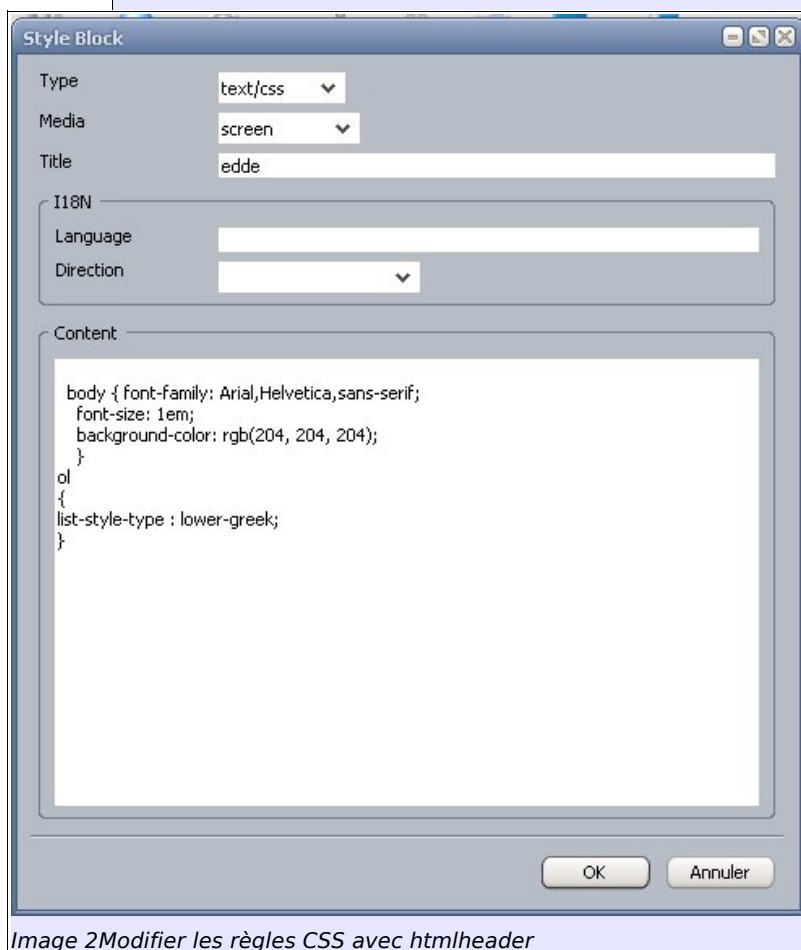 Style Block
Type text/css
Media screen
Title edde
I18N
Language
Direction
Content
body { font-family: Arial,Helvetica,sans-serif;
font-size: 1em;
background-color: rgb(204, 204, 204);
}
ol
{
list-style-type : lower-greek;
}
OK Annuler
Image 2Modifier les règles CSS avec htmlheader